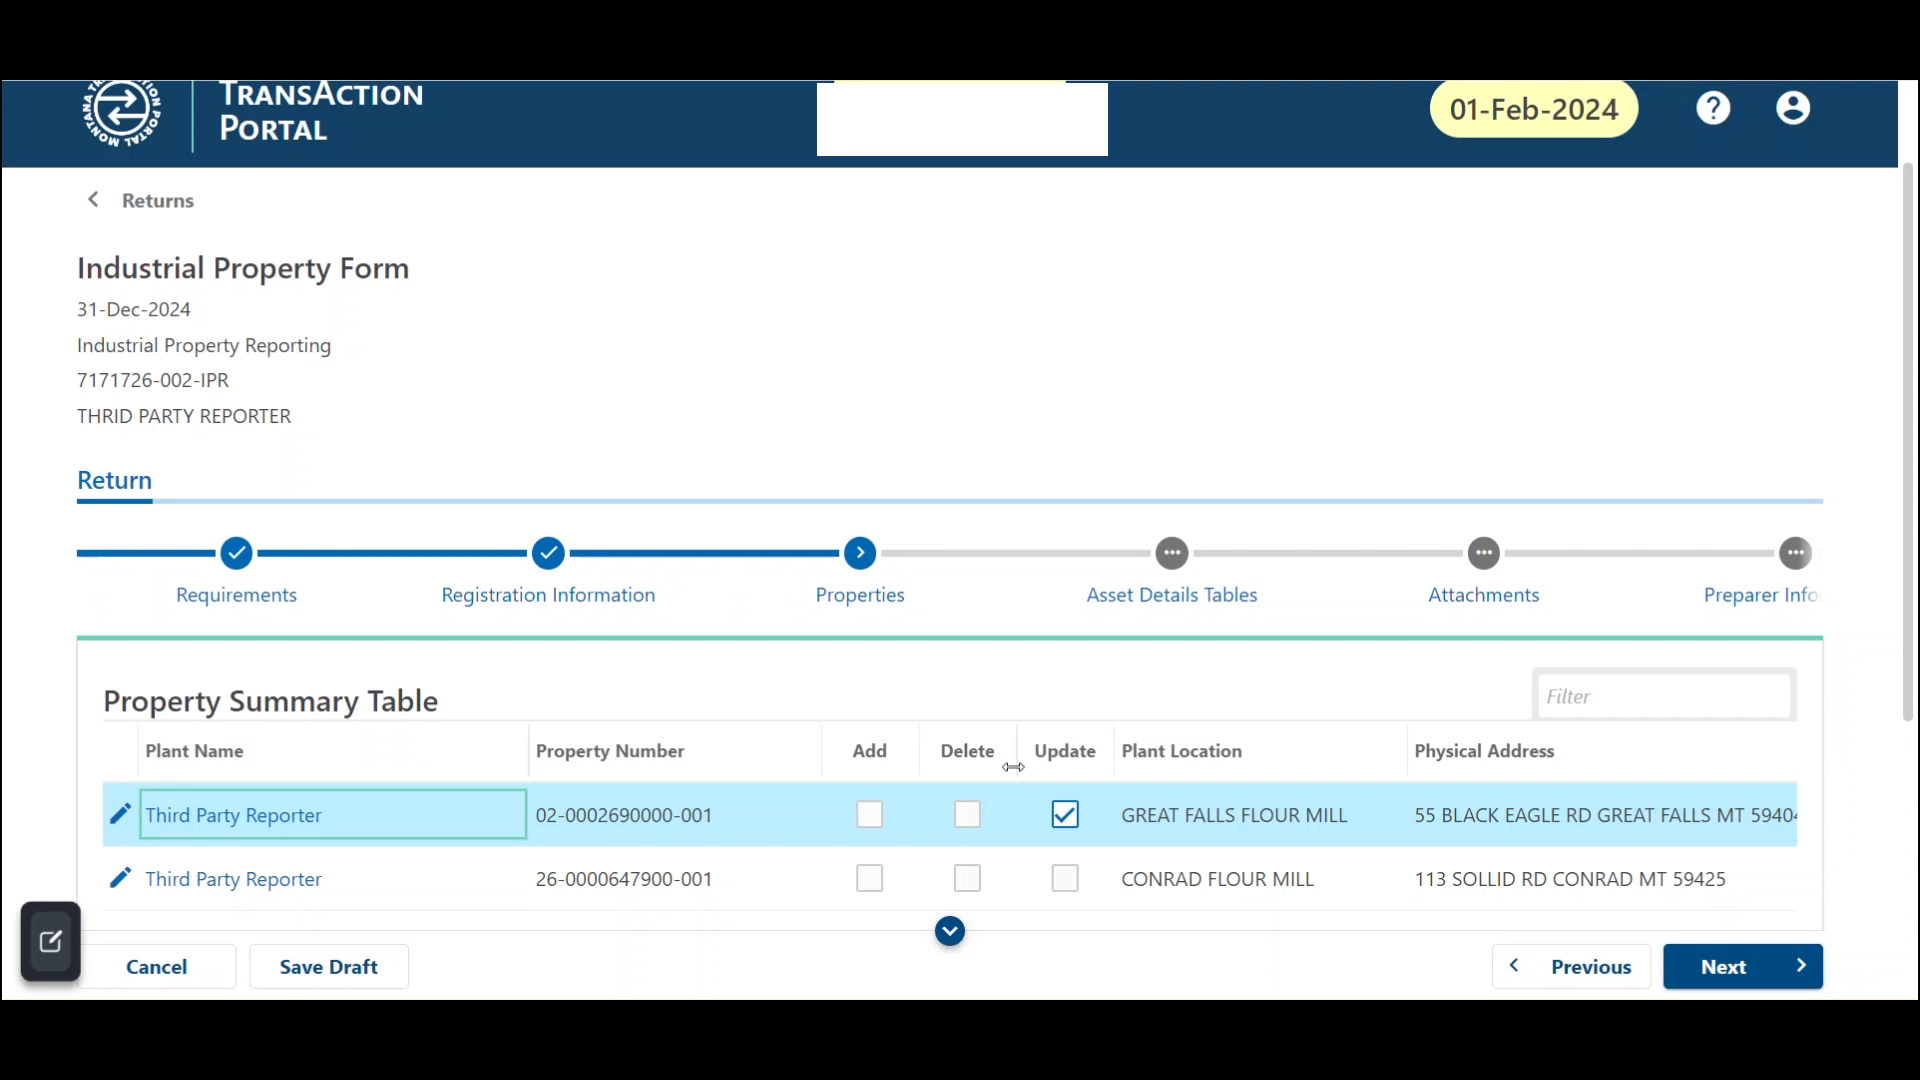 TRANSACTION
PORTAL
01-Feb-2024
Returns
Industrial Property Form
31-Dec-2024
Industrial Property Reporting
7171726-002-IPR
THRID PARTY REPORTER
Return
Requirements
Registration Information
Properties
Asset Details Tables
Attachments
Preparer Info
Property Summary Table
Filter
Plant Name Property Number Add Delete Update Plant Location Physical Address
Third Party Reporter 02-0002690000-001 GREAT FALLS FLOUR MILL 55 BLACK EAGLE RD GREAT FALLS MT 59404
Third Party Reporter 26-0000647900-001 CONRAD FLOUR MILL 113 SOLLID RD CONRAD MT 59425
Cancel Save Draft Previous Next